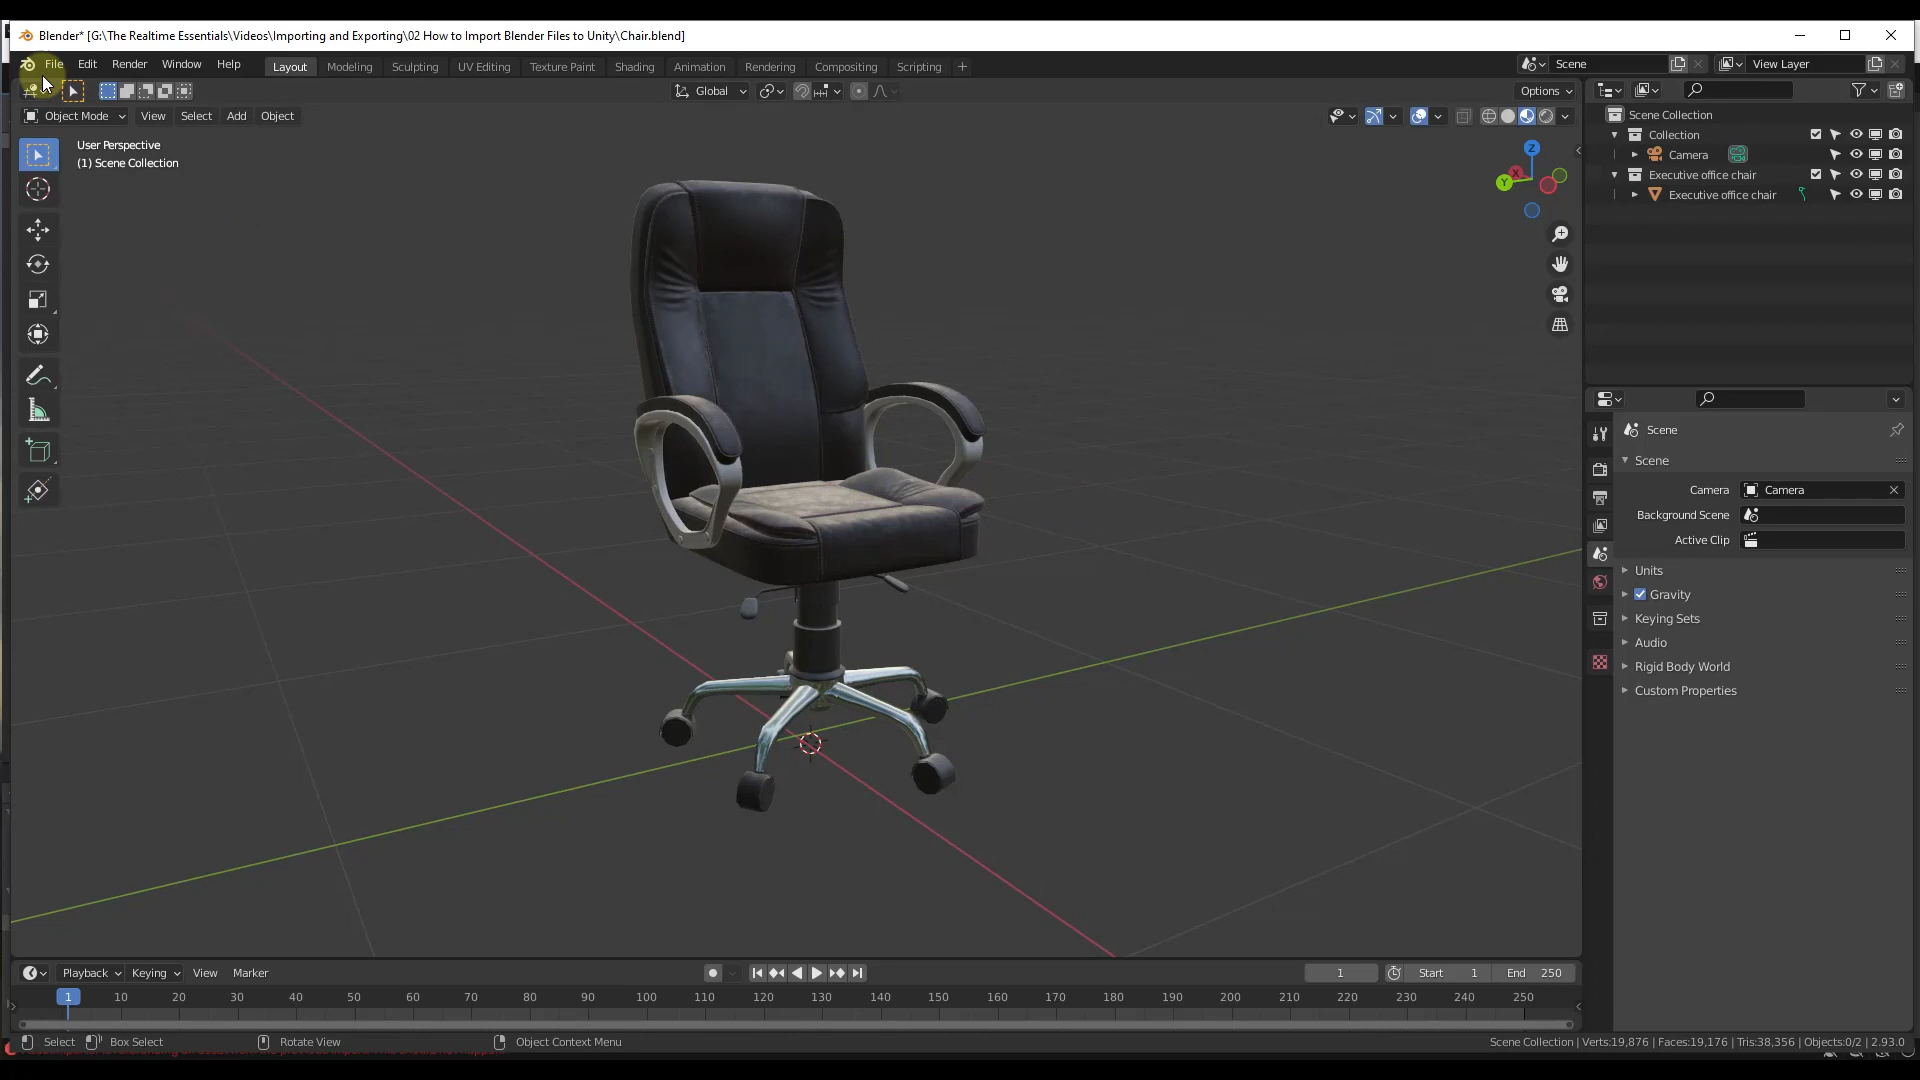 Blender* [G:\The Realtime Essentials\Videos\Importing and Exporting\02 How to Import Blender Files to Unity\Chair.blend]
File Edit Render Window Help Layout Modeling Sculpting UV Editing Texture Paint Shading Animation Rendering Compositing Scripting + Scene View Layer
Global Options
Object Mode View Select Add Object
User Perspective
(1) Scene Collection
Z
X
Y
Scene Collection
Collection
Camera
Executive office chair
Executive office chair
Scene
Scene
Camera Camera
Background Scene
Active Clip
Units
Gravity
Keying Sets
Audio
Rigid Body World
Custom Properties
Playback Keying View Marker 1 Start 1 End 250
1 10 20 30 40 50 60 70 80 90 100 110 120 130 140 150 160 170 180 190 200 210 220 230 240 250
Select Box Select Rotate View Object Context Menu Scene Collection | Verts:19,876 | Faces:19,176 | Tris:38,356 | Objects:0/2 | 2.93.0